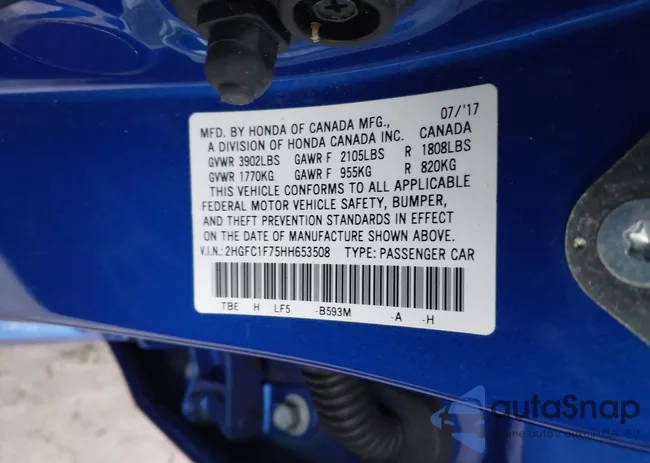 07/'17
MFD. BY HONDA OF CANADA MFG.,
A DIVISION OF HONDA CANADA INC. CANADA
GVWR 3902LBS GAWR F 2105LBS R 1808LBS
GVWR 1770KG GAWR F 955KG R 820KG
THIS VEHICLE CONFORMS TO ALL APPLICABLE
FEDERAL MOTOR VEHICLE SAFETY, BUMPER,
AND THEFT PREVENTION STANDARDS IN EFFECT
ON THE DATE OF MANUFACTURE SHOWN ABOVE.
V.I.N.: 2HGFC1F75HH653508 TYPE: PASSENGER CAR
TBE H LF5 -B593M -A -H
autoSnap